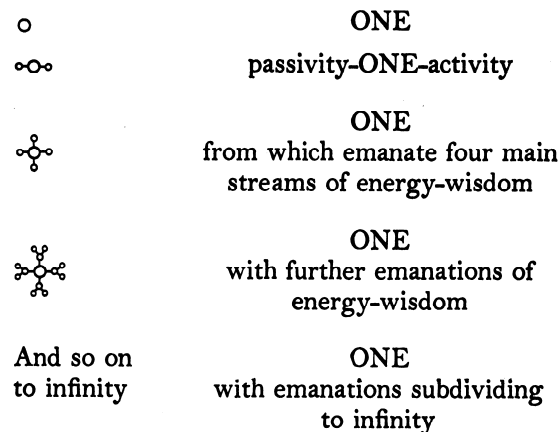 ONE
passivity-ONE-activity
ONE
from which emanate four main
streams of energy-wisdom
ONE
with further emanations of
energy-wisdom
And so on
to infinity
ONE
with emanations subdividing
to infinity